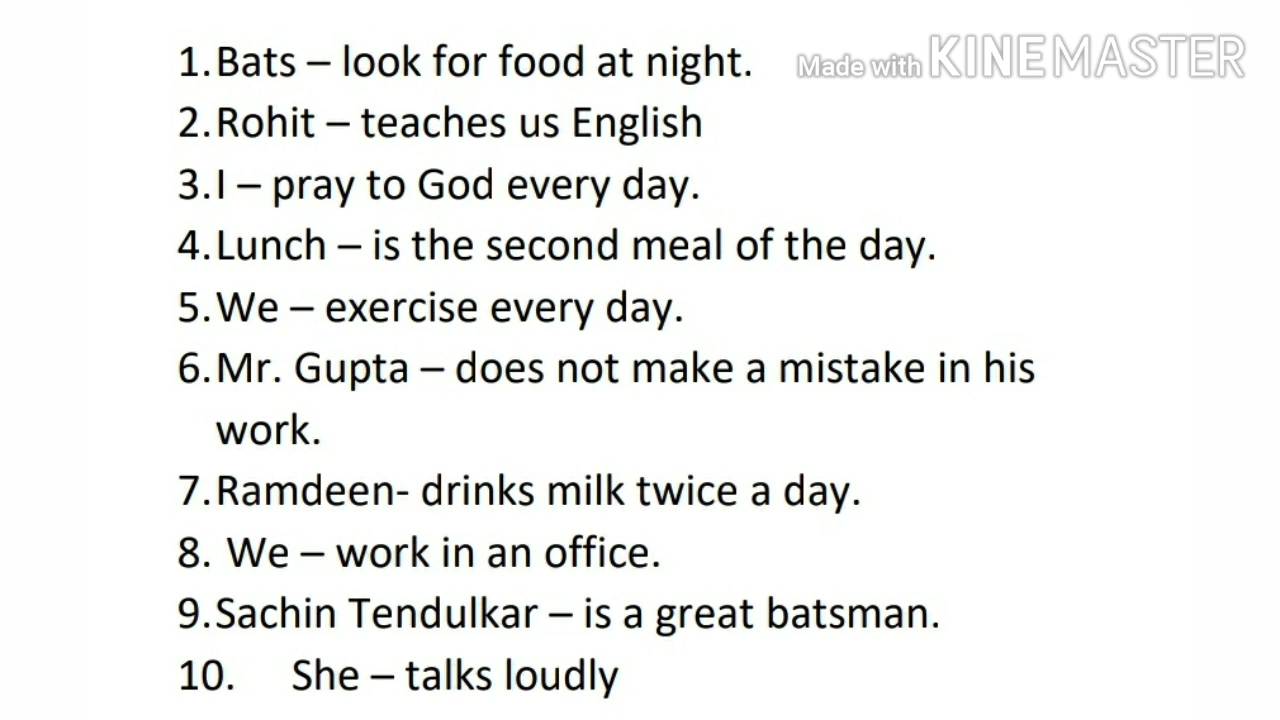 Made with KINEMASTER
1.Bats – look for food at night.
2.Rohit – teaches us English
3.I – pray to God every day.
4.Lunch – is the second meal of the day.
5.We – exercise every day.
6.Mr. Gupta – does not make a mistake in his
work.
7.Ramdeen- drinks milk twice a day.
8. We – work in an office.
9.Sachin Tendulkar – is a great batsman.
10. She – talks loudly